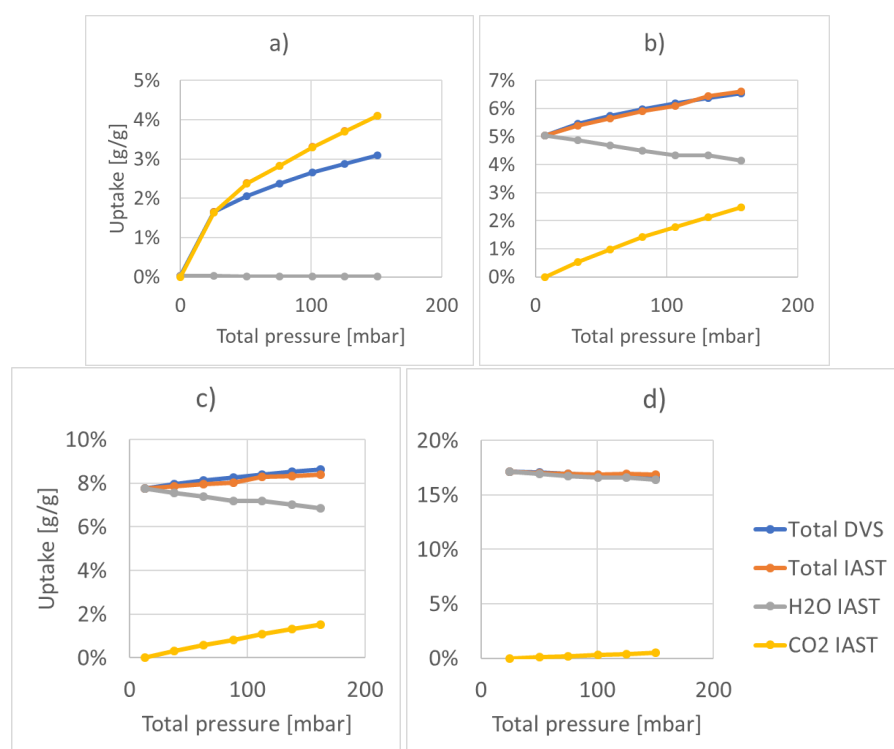 a)
5%
4%
3%
2%
1%
0%
Uptake [g/g]
0
100
200
Total pressure [mbar]
b)
7%
6%
5%
4%
3%
2%
1%
0%
0
100
200
Total pressure [mbar]
c)
10%
8%
6%
4%
2%
0%
Uptake [g/g]
0
100
200
Total pressure [mbar]
d)
20%
15%
10%
5%
0%
0
100
200
Total pressure [mbar]
Total DVS
Total IAST
H2O IAST
CO2 IAST